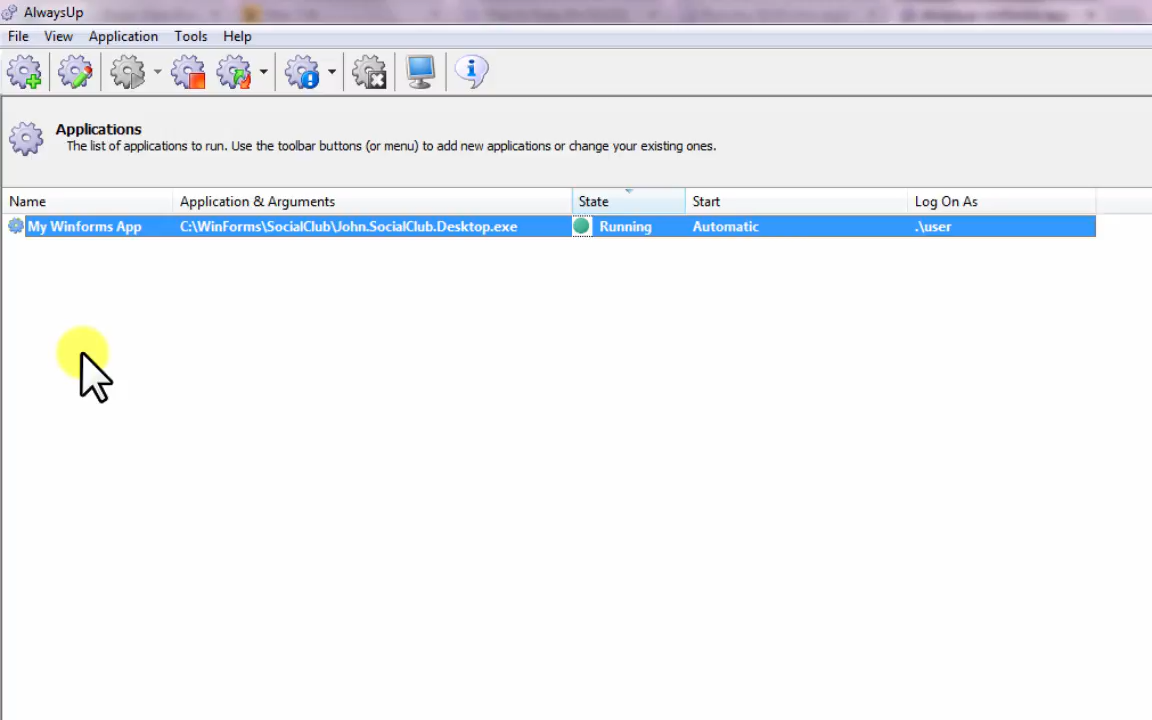 AlwaysUp
File View Application Tools Help
Applications
The list of applications to run. Use the toolbar buttons (or menu) to add new applications or change your existing ones.
Name Application & Arguments State Start Log On As
My Winforms App C:\WinForms\SocialClub\John.SocialClub.Desktop.exe Running Automatic .\user